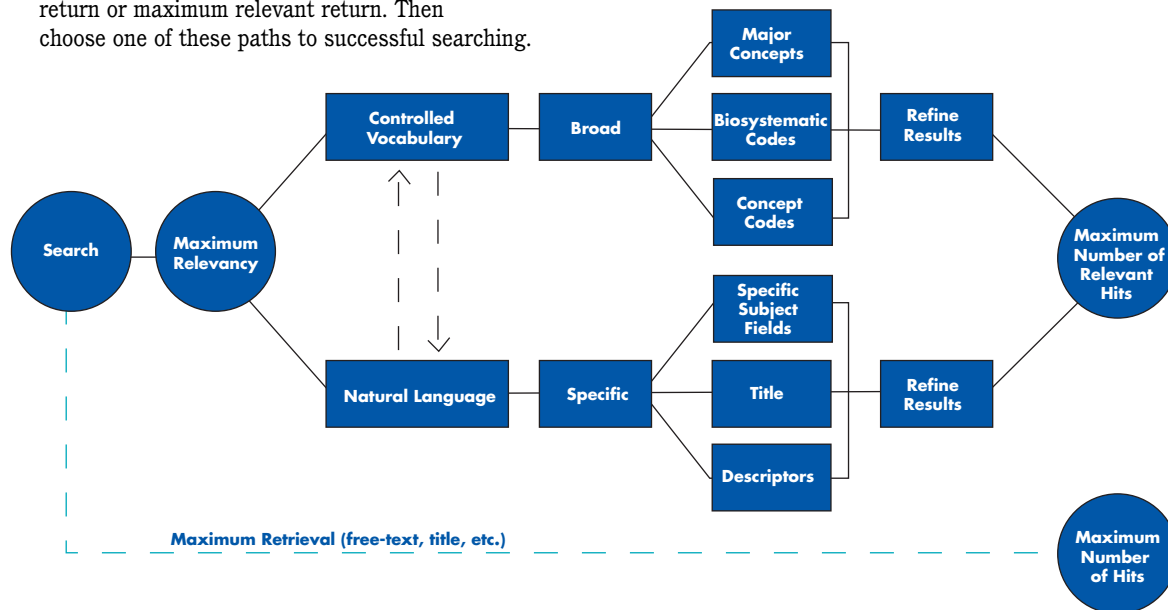 return or maximum relevant return. Then
choose one of these paths to successful searching.
Major
Concepts
Controlled
Vocabulary
Broad
Biosystematic
Codes
Refine
Results
Concept
Codes
Search
Maximum
Relevancy
Maximum
Number of
Relevant
Hits
Specific
Subject
Fields
Natural Language
Specific
Title
Refine
Results
Descriptors
Maximum Retrieval (free-text, title, etc.)
Maximum
Number
of Hits